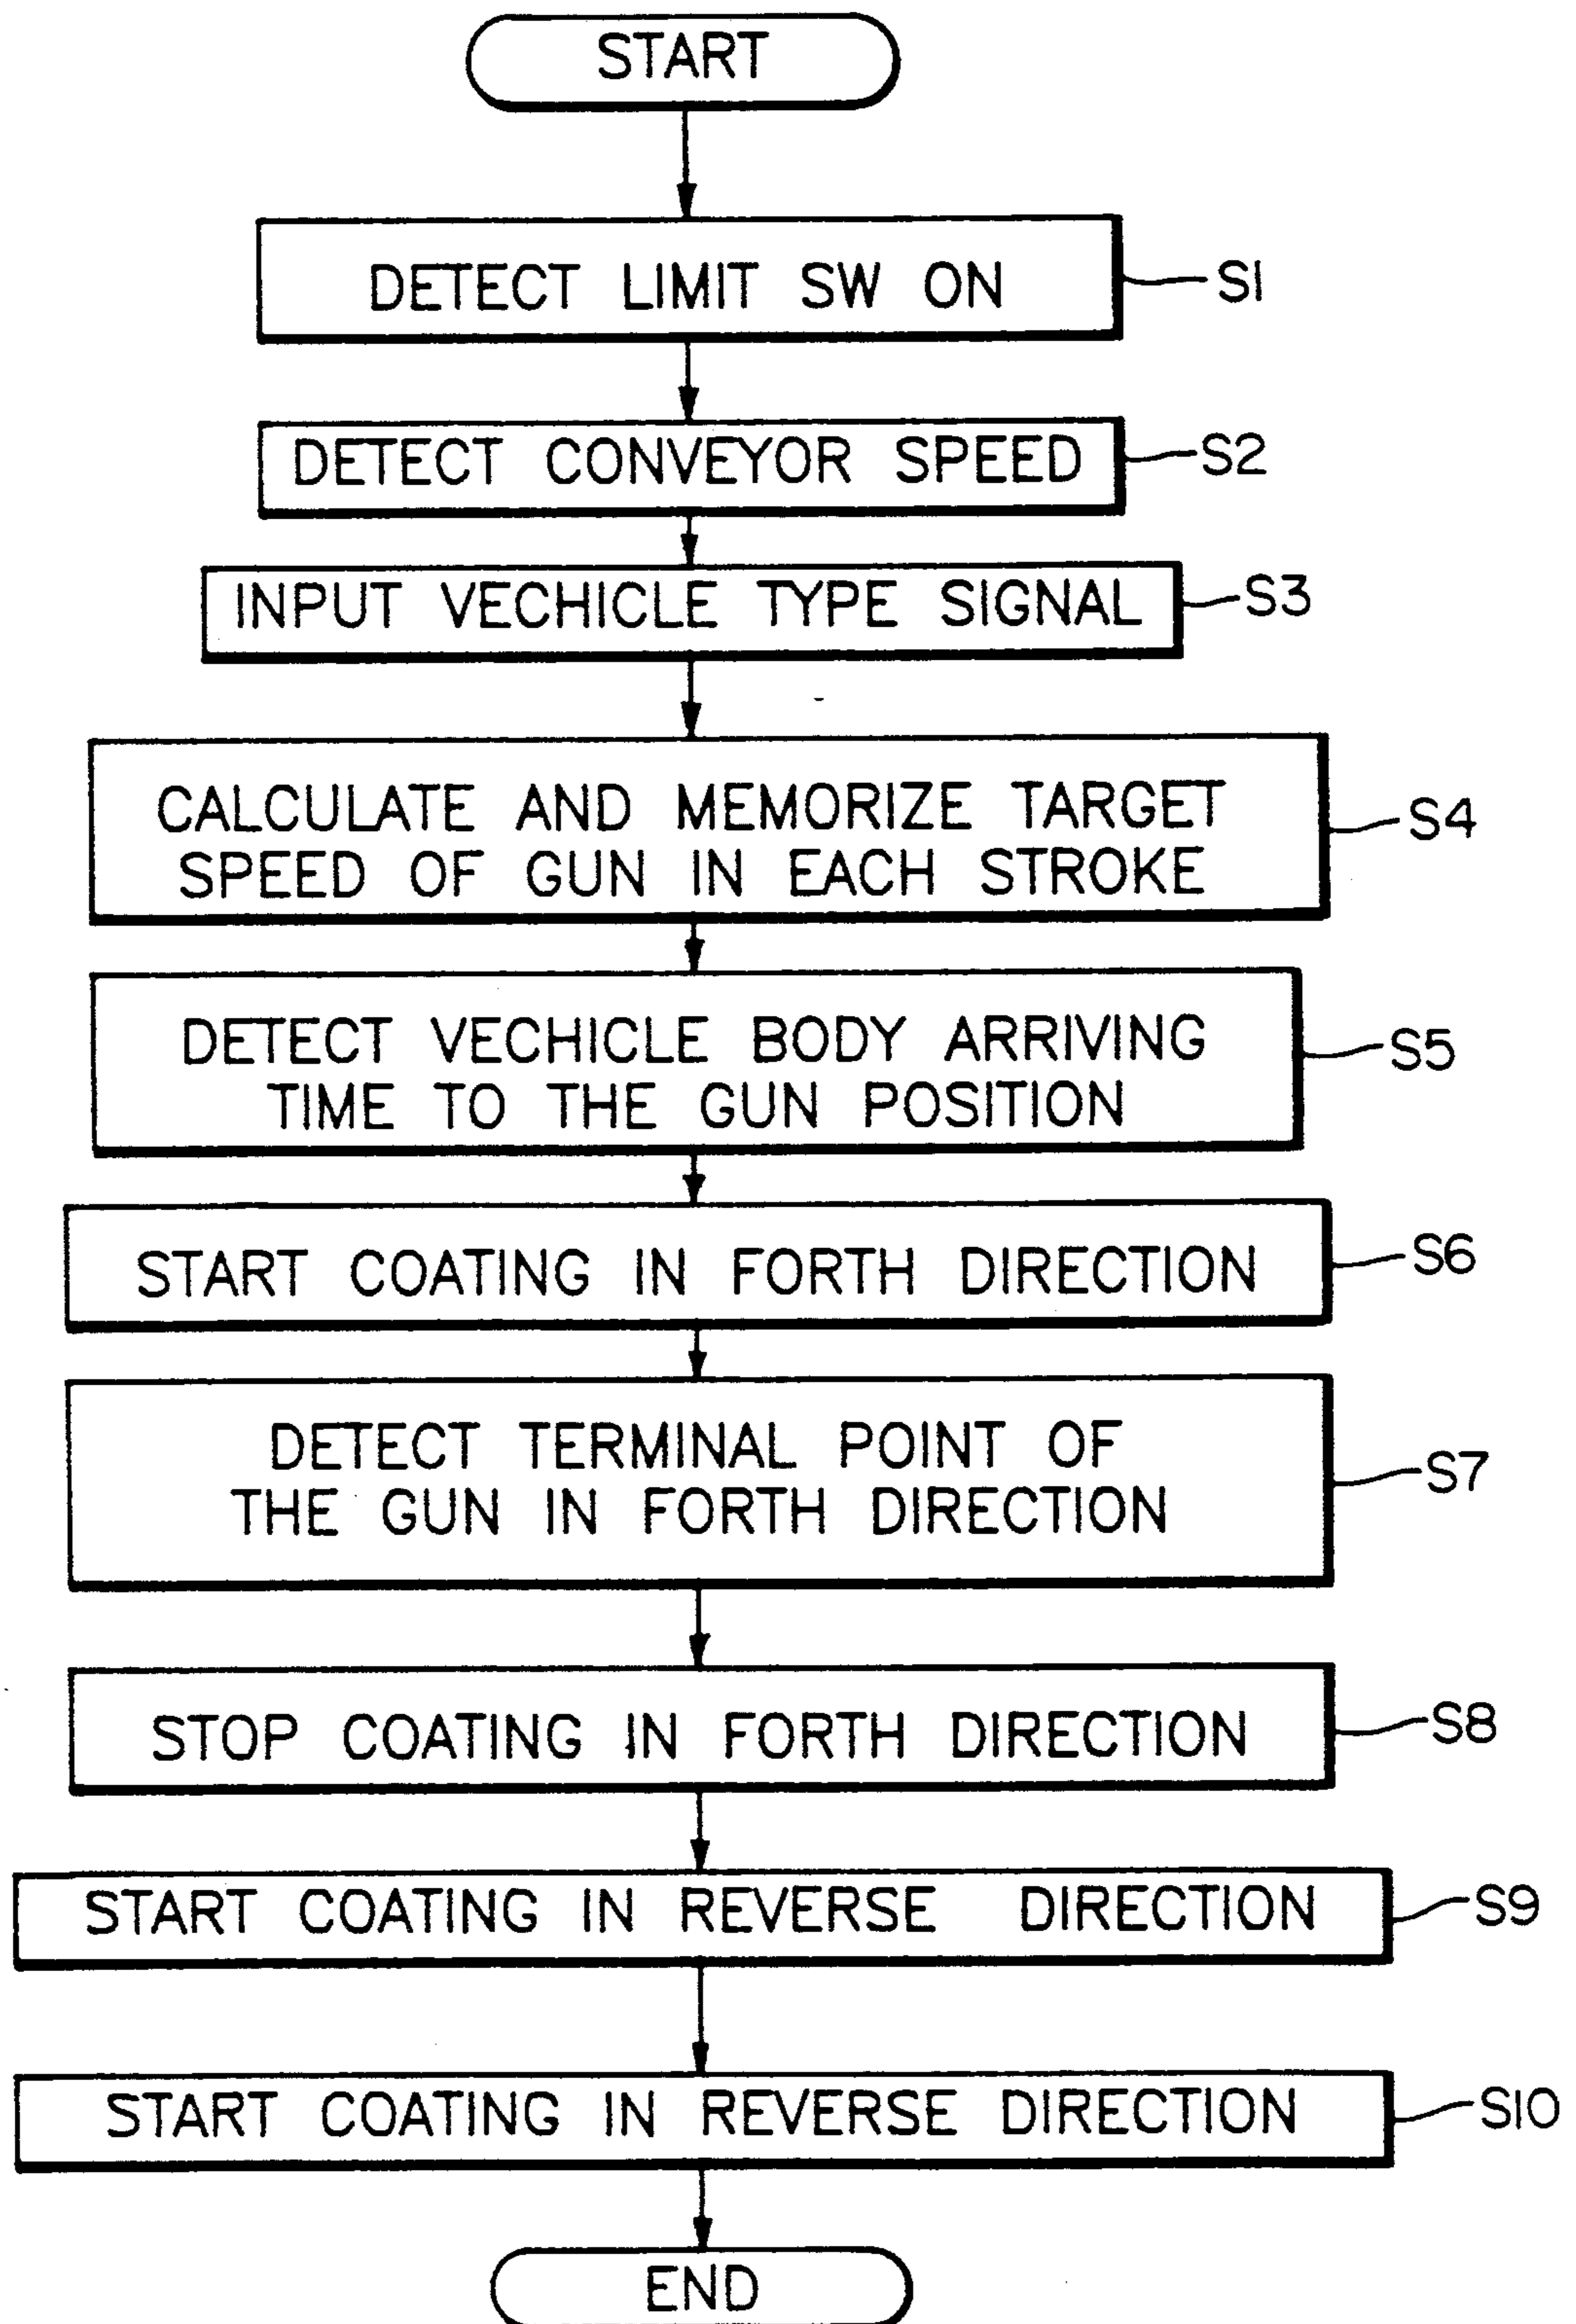 START
DETECT LIMIT SW ON
S1
DETECT CONVEYOR SPEED
S2
INPUT VECHICLE TYPE SIGNAL
S3
CALCULATE AND MEMORIZE TARGET
SPEED OF GUN IN EACH STROKE
S4
DETECT VECHICLE BODY ARRIVING
TIME TO THE GUN POSITION
S5
START COATING IN FORTH DIRECTION
S6
DETECT TERMINAL POINT OF
THE GUN IN FORTH DIRECTION
S7
STOP COATING IN FORTH DIRECTION
S8
START COATING IN REVERSE DIRECTION
S9
START COATING IN REVERSE DIRECTION
S10
END